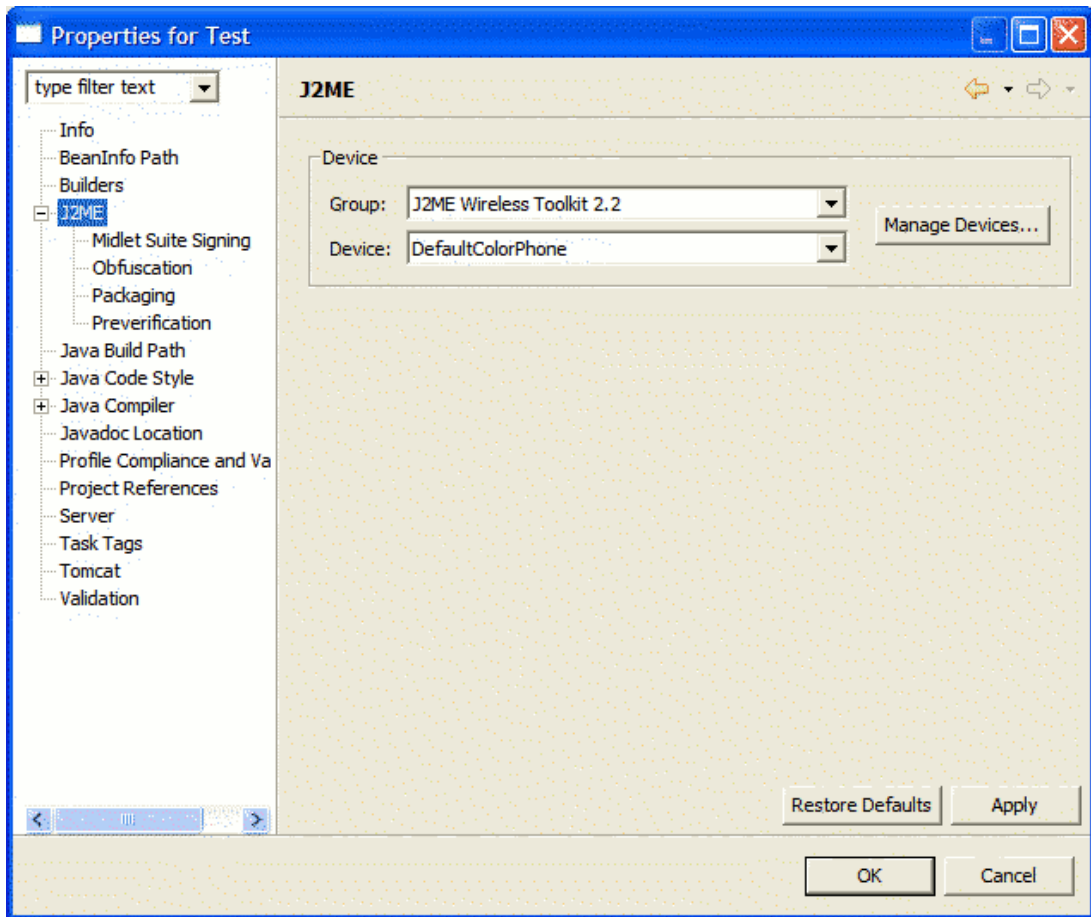 Properties for Test
type filter text
Info
BeanInfo Path
Builders
J2ME
Midlet Suite Signing
Obfuscation
Packaging
Preverification
Java Build Path
Java Code Style
Java Compiler
Javadoc Location
Profile Compliance and Va
Project References
Server
Task Tags
Tomcat
Validation
J2ME
Device
Group: J2ME Wireless Toolkit 2.2
Device: DefaultColorPhone
Manage Devices...
Restore Defaults Apply
OK Cancel